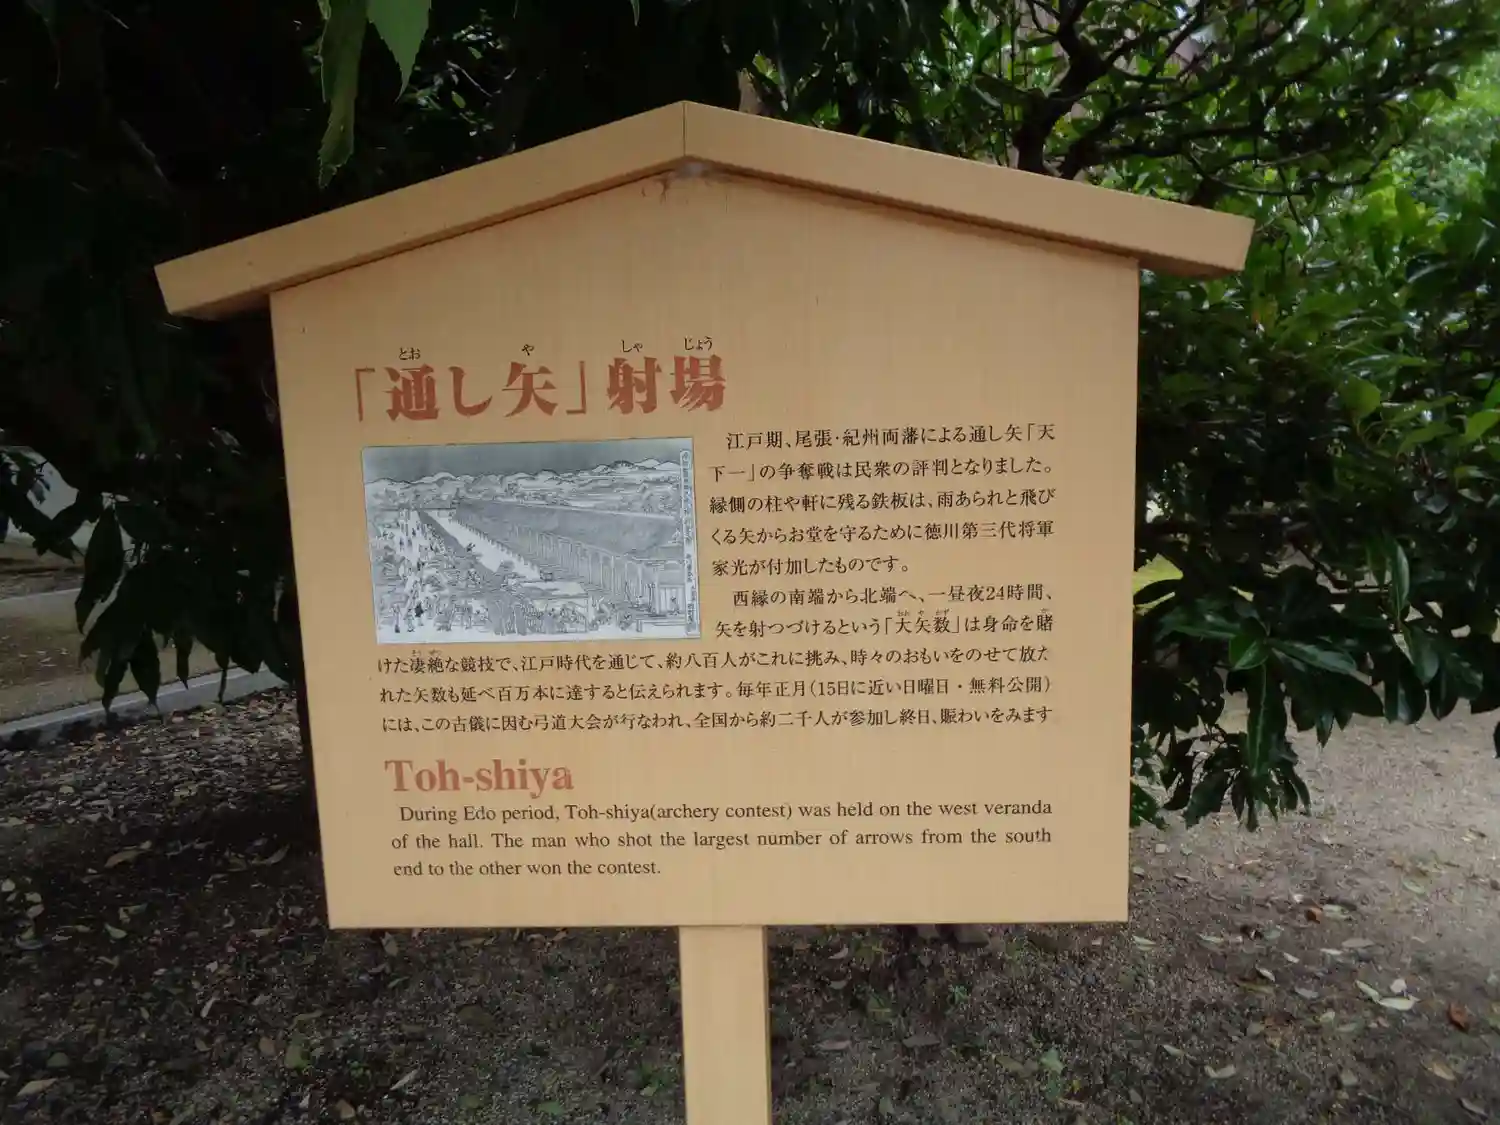 「通し矢」射場
とお や しゃ じょう
江戸期、尾張・紀州両藩による通し矢「天
下一」の争奪戦は民衆の評判となりました。
縁側の柱や軒に残る鉄板は、雨あられと飛び
くる矢からお堂を守るために徳川第三代将軍
家光が付加したものです。
西縁の南端から北端へ、一昼夜24時間、
矢を射つづけるという「大矢数」は身命を賭
おお や かず か
けた凄絶な競技で、江戸時代を通じて、約八百人がこれに挑み、時々のおもいをのせて放た
れた矢数も延べ百万本に達すると伝えられます。毎年正月(15日に近い日曜日・無料公開)
には、この古儀に因む弓道大会が行なわれ、全国から約二千人が参加し終日、賑わいをみます
Toh-shiya
During Edo period, Toh-shiya(archery contest) was held on the west veranda
of the hall. The man who shot the largest number of arrows from the south
end to the other won the contest.